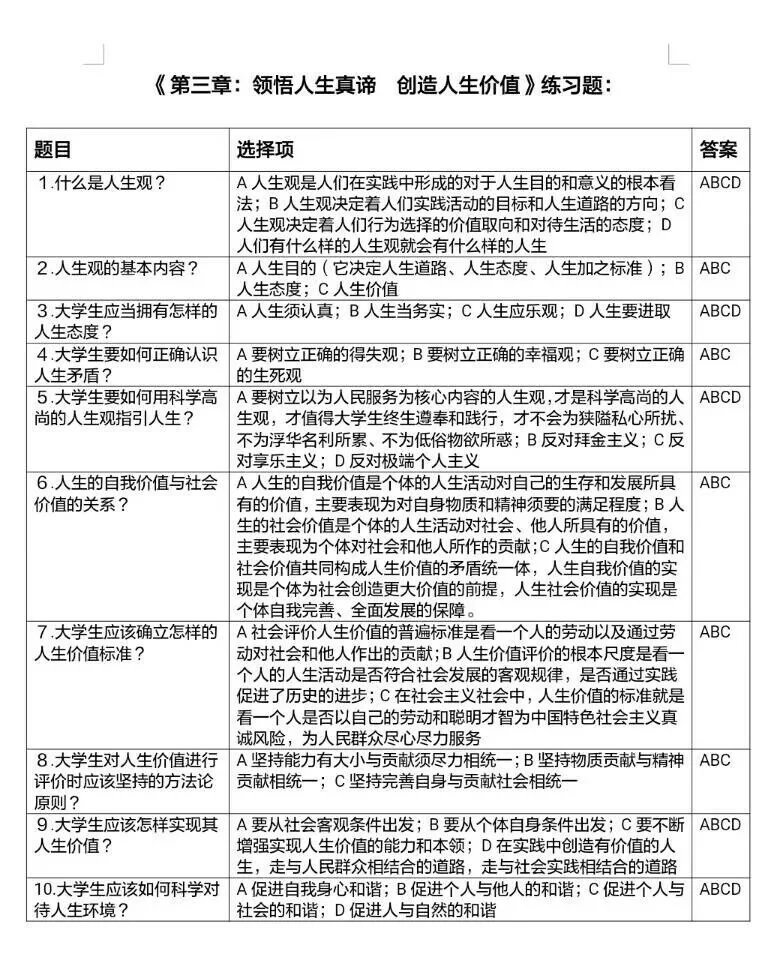 《第三章：领悟人生真谛　创造人生价值》练习题：
题目 选择项 答案
1.什么是人生观？ A 人生观是人们在实践中形成的对于人生目的和意义的根本看 ABCD
法；B 人生观决定着人们实践活动的目标和人生道路的方向；C
人生观决定着人们行为选择的价值取向和对待生活的态度；D
人们有什么样的人生观就会有什么样的人生
2.人生观的基本内容？ A 人生目的（它决定人生道路、人生态度、人生加之标准）；B ABC
人生态度；C 人生价值
3.大学生应当拥有怎样的 A 人生须认真；B 人生当务实；C 人生应乐观；D 人生要进取 ABCD
人生态度？
4.大学生要如何正确认识 A 要树立正确的得失观；B 要树立正确的幸福观；C 要树立正确 ABC
人生矛盾？ 的生死观
5.大学生要如何用科学高 A 要树立以为人民服务为核心内容的人生观，才是科学高尚的人 ABCD
尚的人生观指引人生？ 生观，才值得大学生终生遵奉和践行，才不会为狭隘私心所扰、
不为浮华名利所累、不为低俗物欲所惑；B 反对拜金主义；C 反
对享乐主义；D 反对极端个人主义
6.人生的自我价值与社会 A 人生的自我价值是个体的人生活动对自己的生存和发展所具 ABC
价值的关系？ 有的价值，主要表现为对自身物质和精神须要的满足程度；B 人
生的社会价值是个体的人生活动对社会、他人所具有的价值，
主要表现为个体对社会和他人所作的贡献；C 人生的自我价值和
社会价值共同构成人生价值的矛盾统一体，人生自我价值的实
现是个体为社会创造更大价值的前提，人生社会价值的实现是
个体自我完善、全面发展的保障。
7.大学生应该确立怎样的 A 社会评价人生价值的普遍标准是看一个人的劳动以及通过劳 ABC
人生价值标准？ 动对社会和他人作出的贡献；B 人生价值评价的根本尺度是看一
个人的人生活动是否符合社会发展的客观规律，是否通过实践
促进了历史的进步；C 在社会主义社会中，人生价值的标准就是
看一个人是否以自己的劳动和聪明才智为中国特色社会主义真
诚风险，为人民群众尽心尽力服务
8.大学生对人生价值进行 A 坚持能力有大小与贡献须尽力相统一；B 坚持物质贡献与精神 ABC
评价时应该坚持的方法论 贡献相统一；C 坚持完善自身与贡献社会相统一
原则？
9.大学生应该怎样实现其 A 要从社会客观条件出发；B 要从个体自身条件出发；C 要不断 ABCD
人生价值？ 增强实现人生价值的能力和本领；D 在实践中创造有价值的人
生，走与人民群众相结合的道路，走与社会实践相结合的道路
10.大学生应该如何科学对 A 促进自我身心和谐；B 促进个人与他人的和谐；C 促进个人与 ABCD
待人生环境？ 社会的和谐；D 促进人与自然的和谐